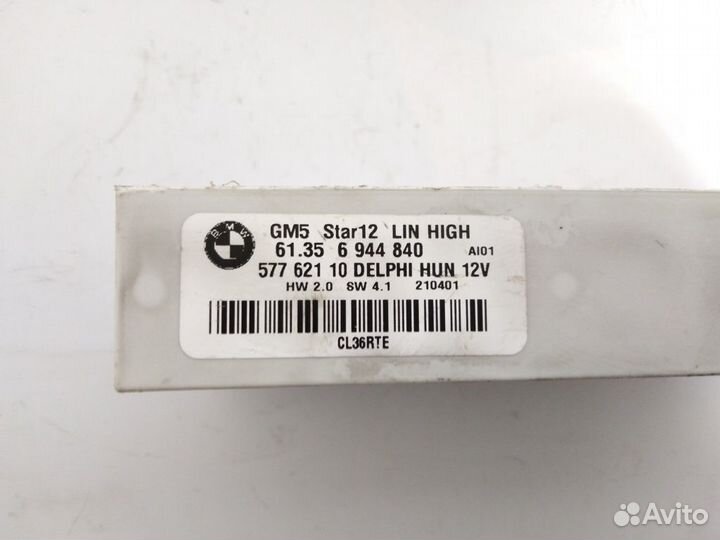 BMW
GM5 Star12 LIN HIGH
61.35 6 944 840 AI01
577 621 10 DELPHI HUN 12V
HW 2.0 SW 4.1 210401
CL36RTE
Avito